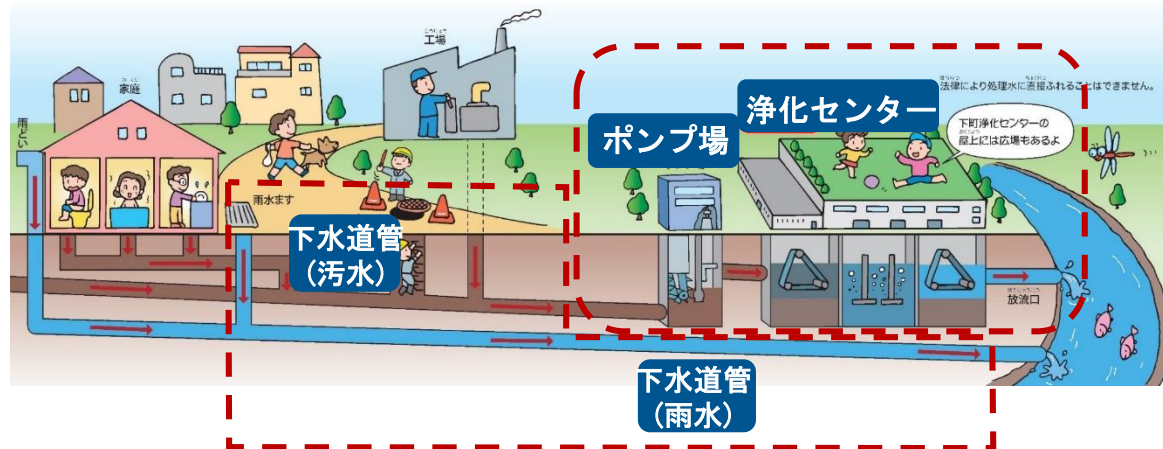 工場
家庭
雨どい
雨水ます
ポンプ場
浄化センター
法律により処理水に直接ふれることはできません。
下町浄化センターの
屋上には広場もあるよ
下水道管
(汚水)
放流口
下水道管
(雨水)